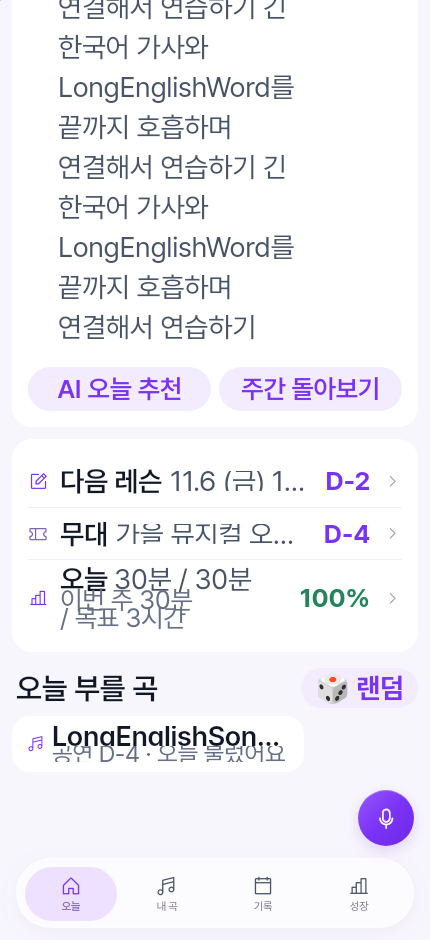 연결해서 연습하기 긴
한국어 가사와
LongEnglishWord를
끝까지 호흡하며
연결해서 연습하기 긴
한국어 가사와
LongEnglishWord를
끝까지 호흡하며
연결해서 연습하기
AI 오늘 추천 주간 돌아보기
다음 레슨 11.6 (금) 1... D-2
무대 가을 뮤지컬 오... D-4
오늘 30분 / 30분
이번 주 30분
/ 목표 3시간
100%
오늘 부를 곡 랜덤
LongEnglishSon...
공연 D-4 · 오늘 불렀어요
오늘 내 곡 기록 성장